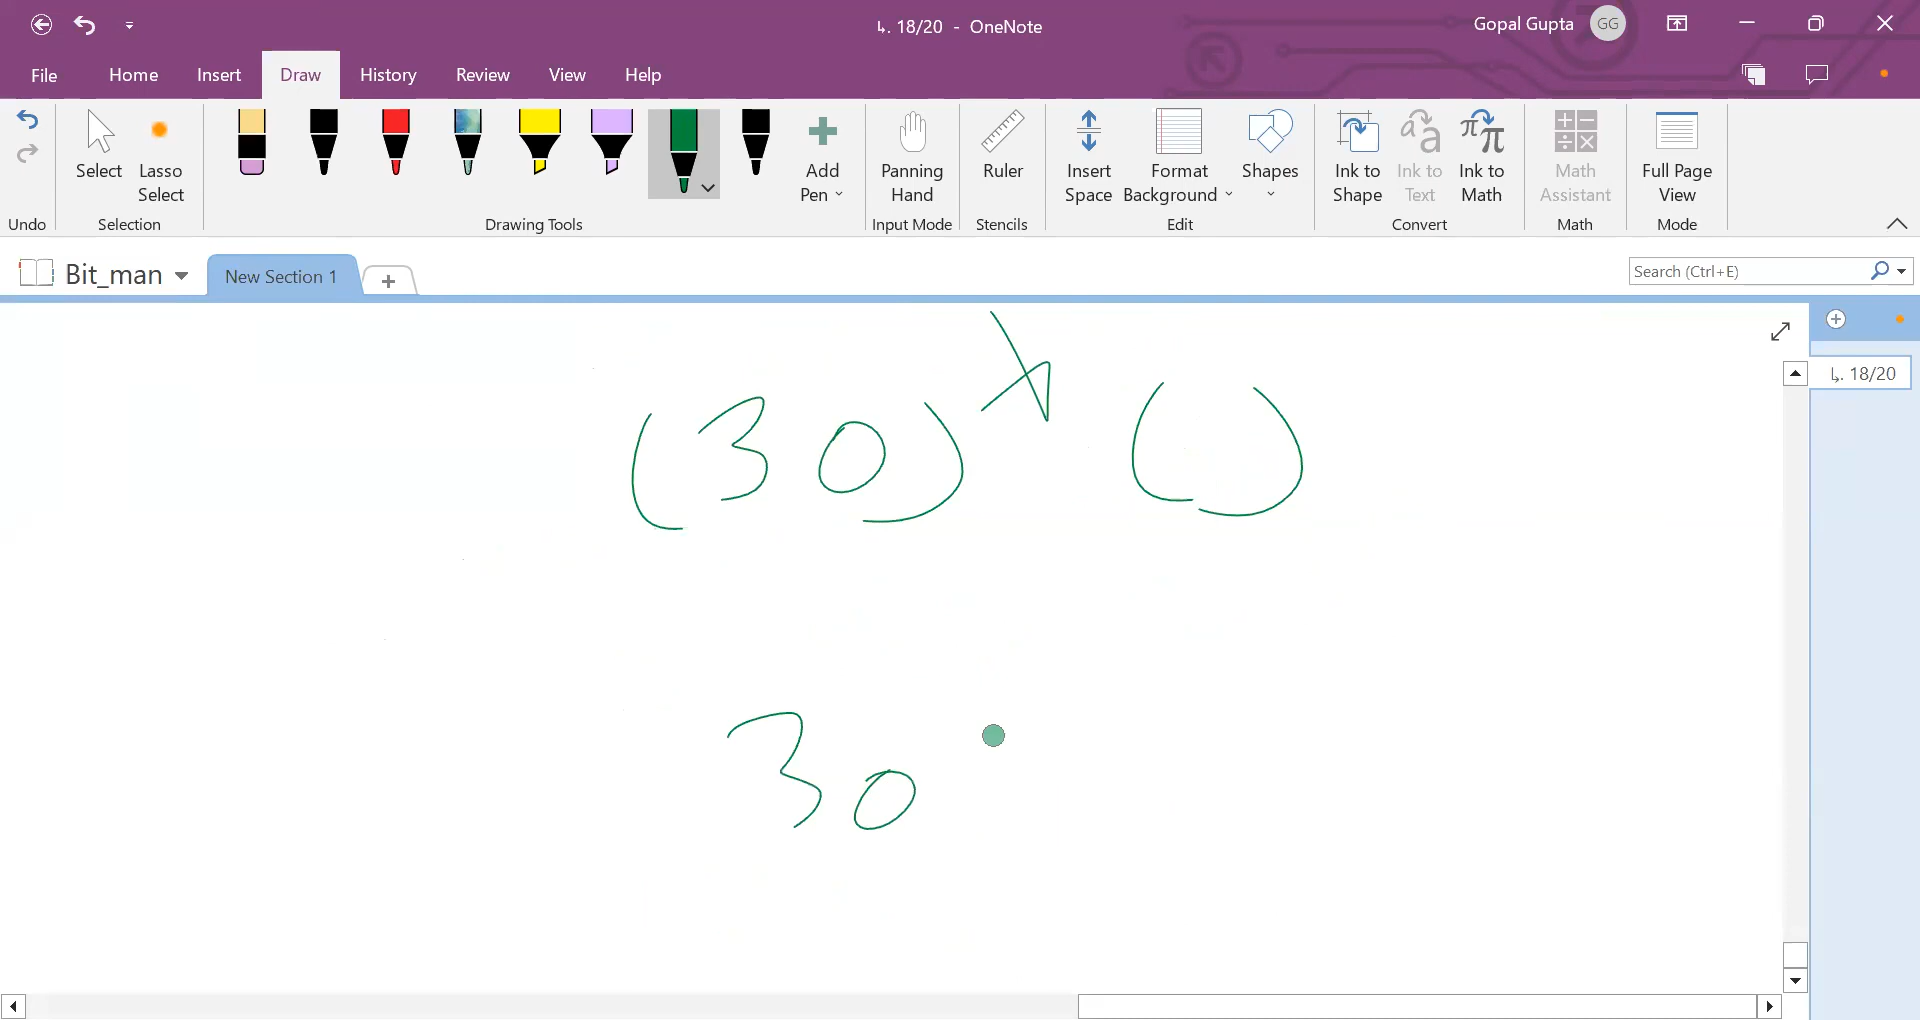 4. 18/20 - OneNote
Gopal Gupta GG
File Home Insert Draw History Review View Help
Select
Lasso Select
Add Pen
Panning Hand
Ruler
Insert Space
Format Background
Shapes
Ink to Shape
Ink to Text
Ink to Math
Math Assistant
Full Page View
Undo Selection Drawing Tools Input Mode Stencils Edit Convert Math Mode
Bit_man New Section 1 Search (Ctrl+E)
18/20
(30) ( )
30